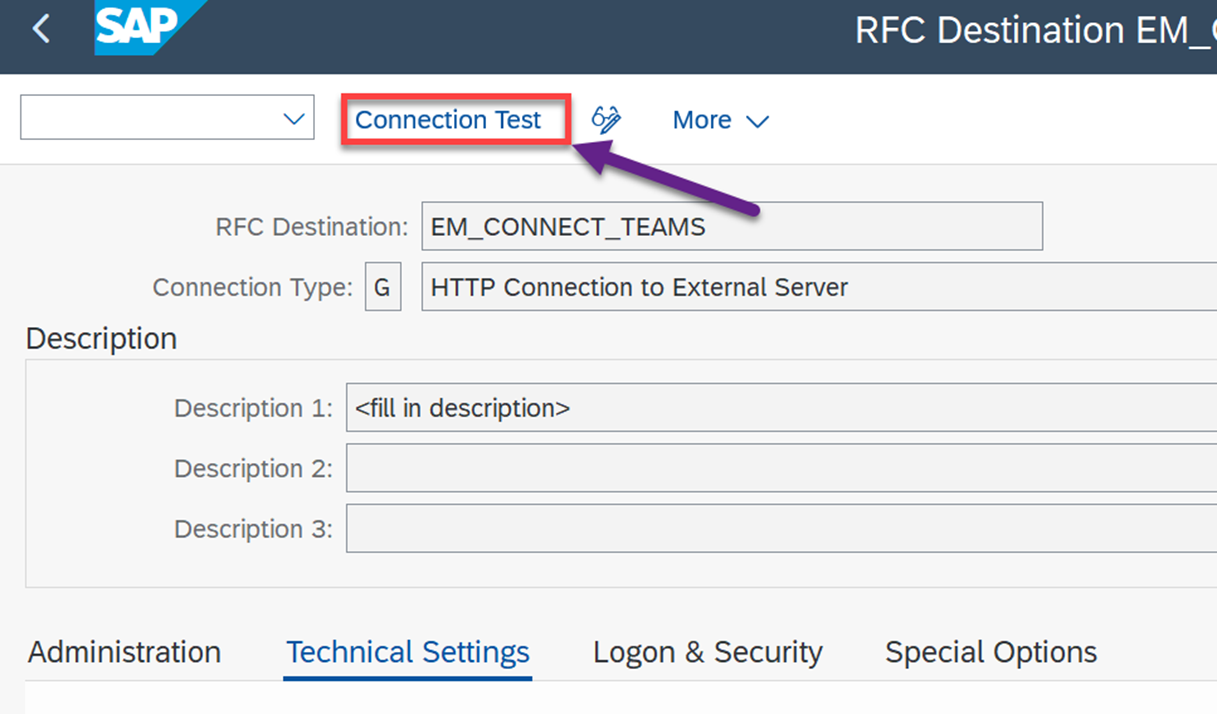 SAP
RFC Destination EM_
Connection Test
More
RFC Destination: EM_CONNECT_TEAMS
Connection Type: G HTTP Connection to External Server
Description
Description 1: <fill in description>
Description 2:
Description 3:
Administration Technical Settings Logon & Security Special Options